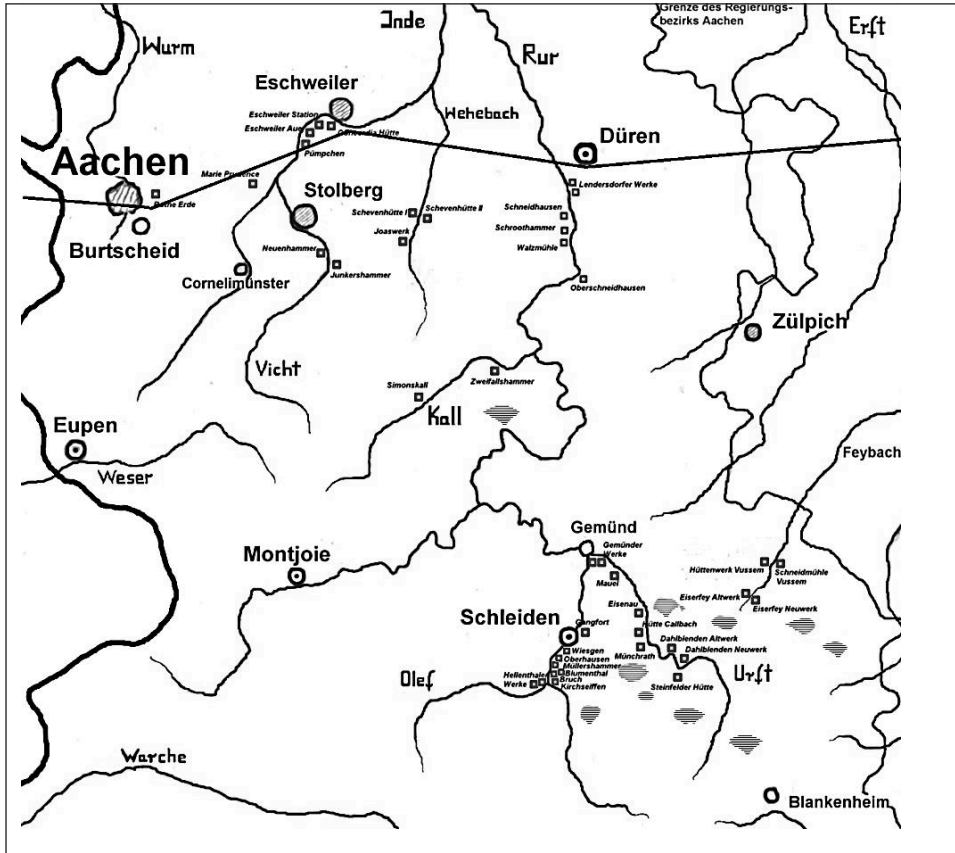 Grenze des Regierungs-
bezirks Aachen
Inde
Erft
Wurm
Rur
Eschweiler
Eschweiler Station
Wehebach
Eschweiler Aue
Concordia Hütte
Düren
Pümpchen
Aachen
Marie Prudence
Lendersdorfer Werke
Rothe Erde
Stolberg
Schevenhütte I
Schevenhütte II
Schneidhausen
Burtscheid
Schroothammer
Joaswerk
Walzmühle
Neuenhammer
Junkershammer
Cornelimünster
Oberschneidhausen
Zülpich
Vicht
Zweifallshammer
Simonskall
Kall
Eupen
Feybach
Weser
Gemünd
Montjoie
Gemünder
Werke
Hüttenwerk Vussem
Schneidmühle
Vussem
Mauel
Eiserfey Altwerk
Eiserfey Neuwerk
Eisenau
Schleiden
Gangfort
Hütte Callbach
Dahlblenden Altwerk
Dahlblenden Neuwerk
Wiesgen
Oberhausen
Münchrath
Müllershammer
Olef
Hellenthaler
Werke
Blumenthal
Bruch
Kirchseiffen
Steinfelder Hütte
Urft
Warche
Blankenheim